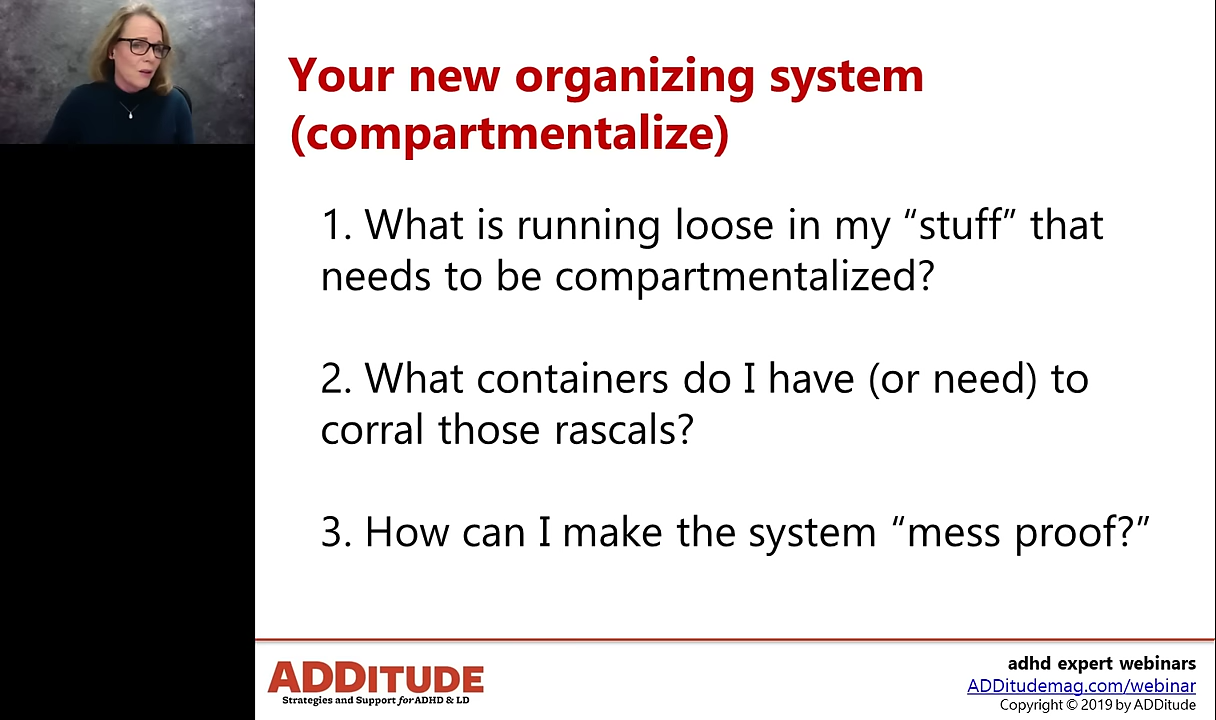 Your new organizing system
(compartmentalize)
1. What is running loose in my “stuff” that
needs to be compartmentalized?
2. What containers do I have (or need) to
corral those rascals?
3. How can I make the system “mess proof?”
ADDITUDE
Strategies and Support for ADHD & LD
adhd expert webinars
ADDitudemag.com/webinar
Copyright © 2019 by ADDitude